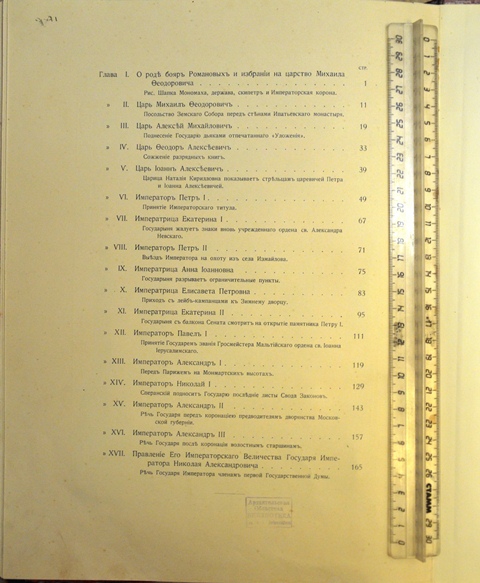 стр.
Глава I. О родѣ бояръ Романовыхъ и избраніи на царство Михаила
Ѳеодоровича . . . . . . . . . . 1
Рис. Шапка Мономаха, держава, скипетръ и Императорская корона.
» II. Царь Михаилъ Ѳеодоровичъ . . . . . . . . . . 11
Посольство Земскаго Собора передъ стѣнами Ипатьевскаго монастыря.
» III. Царь Алексѣй Михайловичъ . . . . . . . . . . 19
Поднесеніе Государю дьяками отпечатаннаго «Уложенія».
» IV. Царь Ѳеодоръ Алексѣевичъ . . . . . . . . . . 33
Сожженіе разрядныхъ книгъ.
» V. Царь Іоаннъ Алексѣевичъ . . . . . . . . . . 39
Царица Наталія Кирилловна показываетъ стрѣльцамъ царевичей Петра
и Іоанна Алексѣевичей.
» VI. Императоръ Петръ I . . . . . . . . . . 49
Принятіе Императорскаго титула.
» VII. Императрица Екатерина I . . . . . . . . . . 67
Государыня жалуетъ знаки вновь учрежденнаго ордена св. Александра
Невскаго.
» VIII. Императоръ Петръ II . . . . . . . . . . 71
Выѣздъ Императора на охоту изъ села Измайлова.
» IX. Императрица Анна Іоанновна . . . . . . . . . . 75
Государыня разрываетъ ограничительные пункты.
» X. Императрица Елисавета Петровна . . . . . . . . . . 83
Приходъ съ лейбъ-кампанцами къ Зимнему дворцу.
» XI. Императрица Екатерина II . . . . . . . . . . 95
Государыня съ балкона Сената смотритъ на открытіе памятника Петру I.
» XII. Императоръ Павелъ I . . . . . . . . . . 111
Принятіе Государемъ званія Гросмейстера Мальтійскаго ордена св. Іоанна
Іерусалимскаго.
» XIII. Императоръ Александръ I . . . . . . . . . . 119
Передъ Парижемъ на Монмартскихъ высотахъ.
» XIV. Императоръ Николай I . . . . . . . . . . 129
Сперанскій подноситъ Государю послѣдніе листы Свода Законовъ.
» XV. Императоръ Александръ II . . . . . . . . . . 143
Рѣчь Государя передъ коронаціею предводителямъ дворянства Москов-
ской губерніи.
» XVI. Императоръ Александръ III . . . . . . . . . . 157
Рѣчь Государя послѣ коронаціи волостнымъ старшинамъ.
» XVII. Правленіе Его Императорскаго Величества Государя Импе-
ратора Николая Александровича . . . . . . . . . . 165
Рѣчь Государя Императора членамъ первой Государственной Думы.